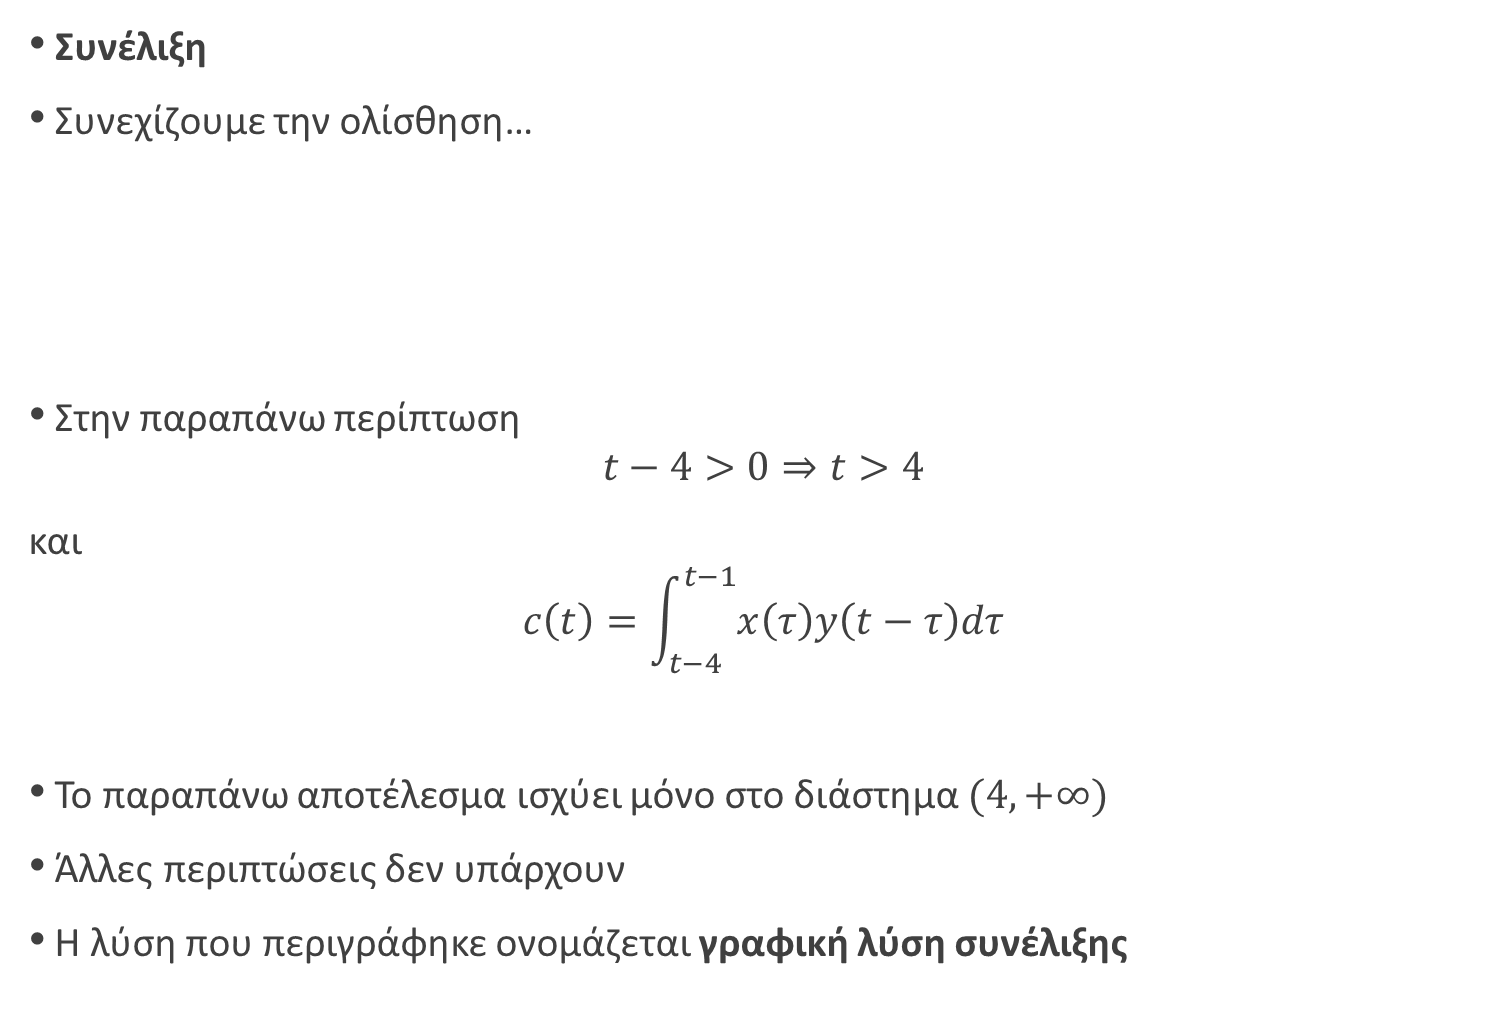 • Συνέλιξη
• Συνεχίζουμε την ολίσθηση…
• Στην παραπάνω περίπτωση
t − 4 > 0 ⇒ t > 4
και
c(t) = ∫_{t−4}^{t−1} x(τ)y(t − τ)dτ
• Το παραπάνω αποτέλεσμα ισχύει μόνο στο διάστημα (4, +∞)
• Άλλες περιπτώσεις δεν υπάρχουν
• Η λύση που περιγράφηκε ονομάζεται γραφική λύση συνέλιξης